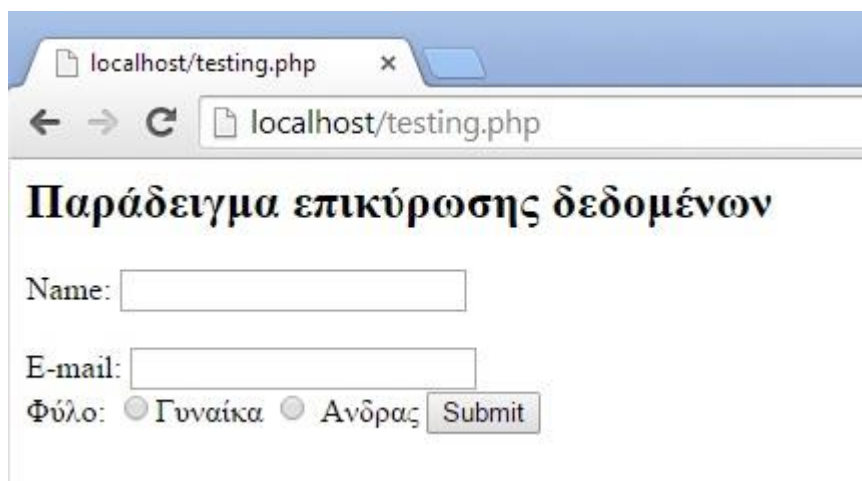 localhost/testing.php
localhost/testing.php
Παράδειγμα επικύρωσης δεδομένων
Name:
E-mail:
Φύλο: Γυναίκα Ανδρας Submit